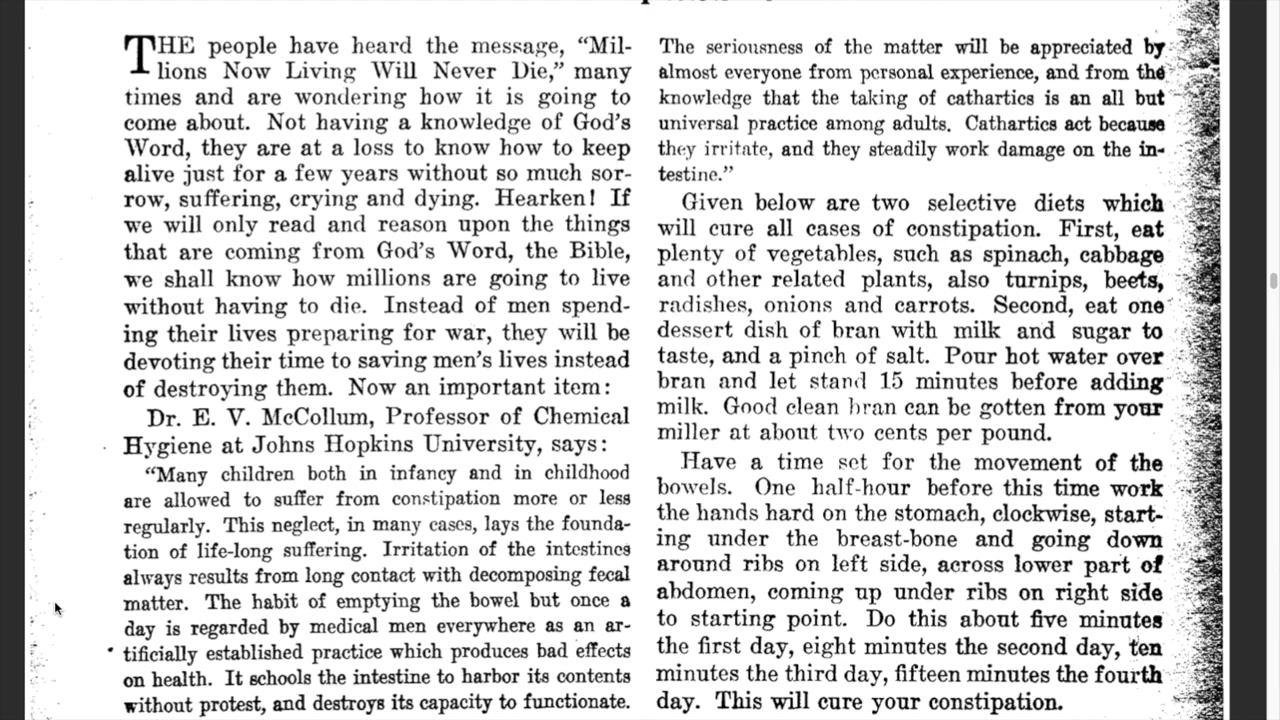 THE people have heard the message, “Mil-
lions Now Living Will Never Die,” many
times and are wondering how it is going to
come about. Not having a knowledge of God’s
Word, they are at a loss to know how to keep
alive just for a few years without so much sor-
row, suffering, crying and dying. Hearken! If
we will only read and reason upon the things
that are coming from God’s Word, the Bible,
we shall know how millions are going to live
without having to die. Instead of men spend-
ing their lives preparing for war, they will be
devoting their time to saving men’s lives instead
of destroying them. Now an important item:
Dr. E. V. McCollum, Professor of Chemical
Hygiene at Johns Hopkins University, says:
“Many children both in infancy and in childhood
are allowed to suffer from constipation more or less
regularly. This neglect, in many cases, lays the founda-
tion of life-long suffering. Irritation of the intestines
always results from long contact with decomposing fecal
matter. The habit of emptying the bowel but once a
day is regarded by medical men everywhere as an ar-
tificially established practice which produces bad effects
on health. It schools the intestine to harbor its contents
without protest, and destroys its capacity to functionate.
The seriousness of the matter will be appreciated by
almost everyone from personal experience, and from the
knowledge that the taking of cathartics is an all but
universal practice among adults. Cathartics act because
they irritate, and they steadily work damage on the in-
testine.”
Given below are two selective diets which
will cure all cases of constipation. First, eat
plenty of vegetables, such as spinach, cabbage
and other related plants, also turnips, beets,
radishes, onions and carrots. Second, eat one
dessert dish of bran with milk and sugar to
taste, and a pinch of salt. Pour hot water over
bran and let stand 15 minutes before adding
milk. Good clean bran can be gotten from your
miller at about two cents per pound.
Have a time set for the movement of the
bowels. One half-hour before this time work
the hands hard on the stomach, clockwise, start-
ing under the breast-bone and going down
around ribs on left side, across lower part of
abdomen, coming up under ribs on right side
to starting point. Do this about five minutes
the first day, eight minutes the second day, ten
minutes the third day, fifteen minutes the fourth
day. This will cure your constipation.